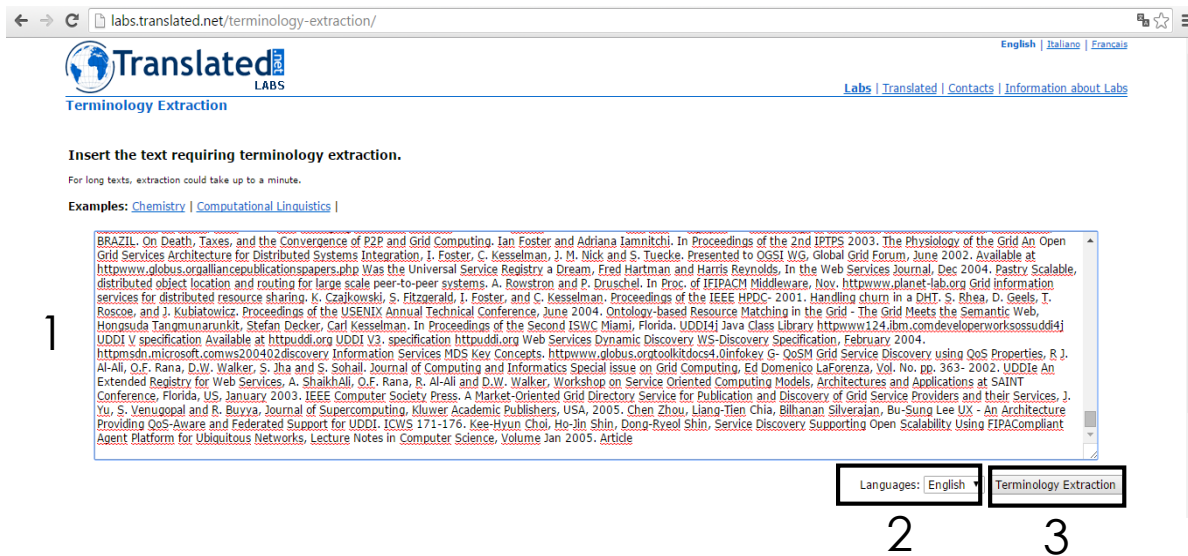 labs.translated.net/terminology-extraction/
English | Italiano | Francais
Translated.net
LABS
Labs | Translated | Contacts | Information about Labs
Terminology Extraction
Insert the text requiring terminology extraction.
For long texts, extraction could take up to a minute.
Examples: Chemistry | Computational Linguistics |
BRAZIL. On Death, Taxes, and the Convergence of P2P and Grid Computing. Ian Foster and Adriana Iamnitchi. In Proceedings of the 2nd IPTPS 2003. The Physiology of the Grid An Open
Grid Services Architecture for Distributed Systems Integration, I. Foster, C. Kesselman, J. M. Nick and S. Tuecke. Presented to OGSI WG, Global Grid Forum, June 2002. Available at
httpwww.globus.orgalliancepublicationspapers.php Was the Universal Service Registry a Dream, Fred Hartman and Harris Reynolds, In the Web Services Journal, Dec 2004. Pastry Scalable,
distributed object location and routing for large scale peer-to-peer systems. A. Rowstron and P. Druschel. In Proc. of IFIPACM Middleware, Nov. httpwww.planet-lab.org Grid information
services for distributed resource sharing. K. Czajkowski, S. Fitzgerald, I. Foster, and C. Kesselman. Proceedings of the IEEE HPDC- 2001. Handling churn in a DHT. S. Rhea, D. Geels, T.
Roscoe, and J. Kubiatowicz. Proceedings of the USENIX Annual Technical Conference, June 2004. Ontology-based Resource Matching in the Grid - The Grid Meets the Semantic Web,
Hongsuda Tangmunarunkit, Stefan Decker, Carl Kesselman. In Proceedings of the Second ISWC Miami, Florida. UDDI4j Java Class Library httpwww124.ibm.comdeveloperworksossuddi4j
UDDI V specification Available at httpuddi.org UDDI V3. specification httpuddi.org Web Services Dynamic Discovery WS-Discovery Specification, February 2004.
httpmsdn.microsoft.comws200402discovery Information Services MDS Key Concepts. httpwww.globus.orgtoolkitdocs4.0infokey G- QoSM Grid Service Discovery using QoS Properties, R J.
Al-Ali, O.F. Rana, D.W. Walker, S. Jha and S. Sohail. Journal of Computing and Informatics Special issue on Grid Computing, Ed Domenico LaForenza, Vol. No. pp. 363- 2002. UDDIe An
Extended Registry for Web Services, A. ShaikhAli, O.F. Rana, R. Al-Ali and D.W. Walker, Workshop on Service Oriented Computing Models, Architectures and Applications at SAINT
Conference, Florida, US, January 2003. IEEE Computer Society Press. A Market-Oriented Grid Directory Service for Publication and Discovery of Grid Service Providers and their Services, J.
Yu, S. Venugopal and R. Buyya, Journal of Supercomputing, Kluwer Academic Publishers, USA, 2005. Chen Zhou, Liang-Tien Chia, Bilhanan Silverajan, Bu-Sung Lee UX - An Architecture
Providing QoS-Aware and Federated Support for UDDI. ICWS 171-176. Kee-Hyun Choi, Ho-Jin Shin, Dong-Ryeol Shin, Service Discovery Supporting Open Scalability Using FIPACompliant
Agent Platform for Ubiquitous Networks, Lecture Notes in Computer Science, Volume Jan 2005. Article
1
Languages: English
Terminology Extraction
2
3